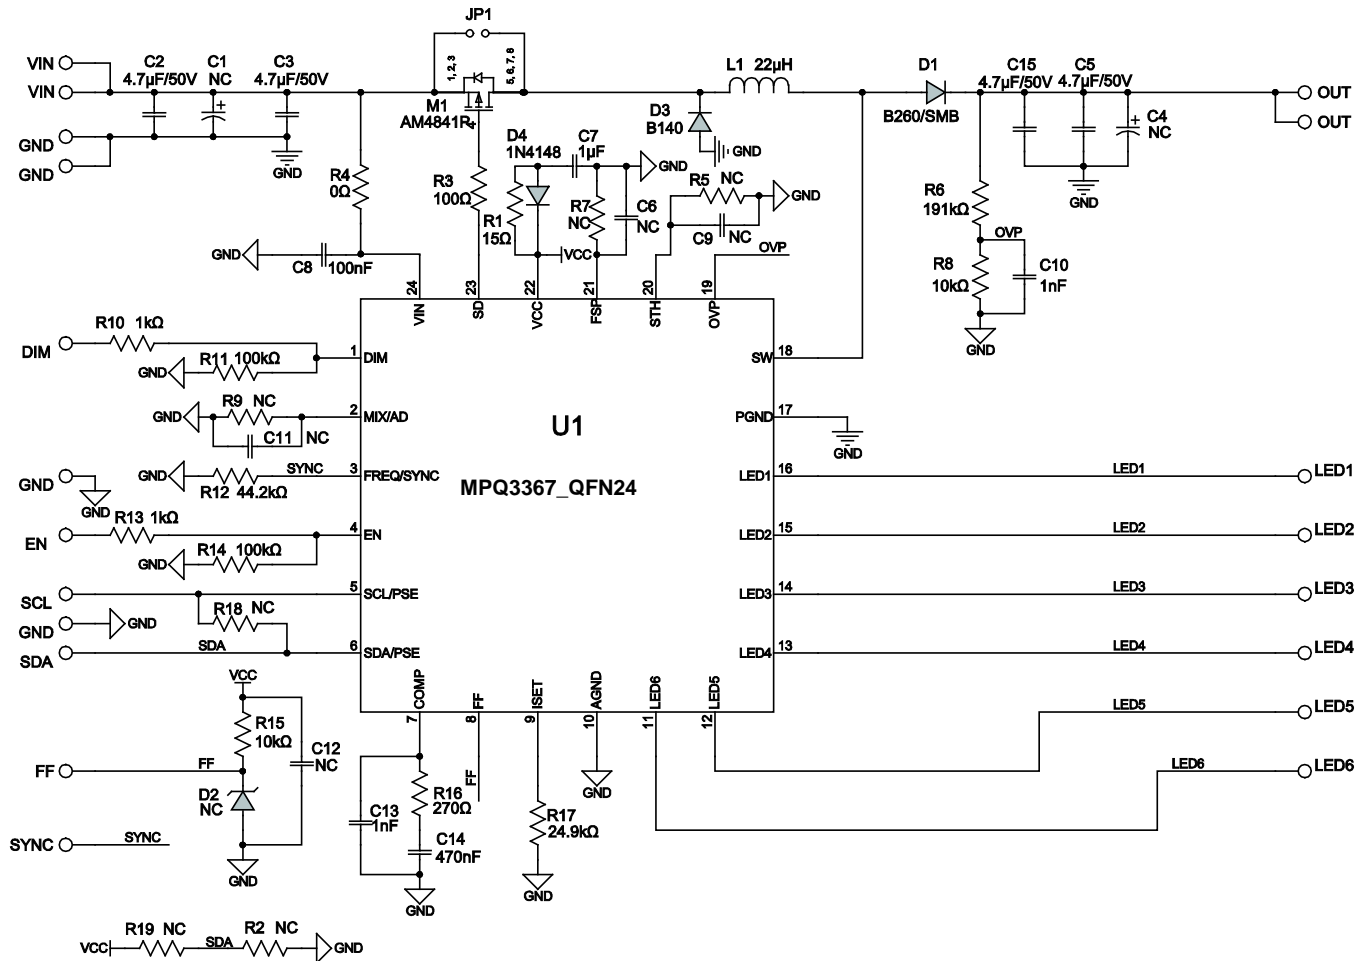 JP1
VIN
VIN
GND
GND
C2
4.7µF/50V
C1
NC
C3
4.7µF/50V
GND
1, 2, 3
5, 6, 7, 8
M1
AM4841R
4
L1 22µH
D3
B140
GND
D1
B260/SMB
C15
4.7µF/50V
C5
4.7µF/50V
C4
NC
GND
OUT
OUT
R4
0Ω
R3
100Ω
D4
1N4148
C7
1µF
GND
R1
15Ω
R7
NC
C6
NC
VCC
R5 NC
GND
C9 NC
OVP
R6
191kΩ
OVP
R8
10kΩ
C10
1nF
GND
GND
C8 100nF
24
23
22
21
20
19
VIN
SD
VCC
FSP
STH
OVP
DIM
R10 1kΩ
GND
R11 100kΩ
1
DIM
GND
R9 NC
C11 NC
2
MIX/AD
GND
GND
GND
R12 44.2kΩ
SYNC
3
FREQ/SYNC
EN
R13 1kΩ
GND
R14 100kΩ
4
EN
SCL
5
SCL/PSE
GND
GND
R18 NC
SDA
SDA
6
SDA/PSE
U1
MPQ3367_QFN24
SW
18
PGND
17
GND
LED1
16
LED1
LED1
LED2
15
LED2
LED2
LED3
14
LED3
LED3
LED4
13
LED4
LED4
COMP
FF
ISET
AGND
LED6
LED5
7
8
9
10
11
12
LED5
LED5
LED6
LED6
VCC
R15
10kΩ
C12
NC
FF
FF
D2
NC
GND
SYNC
SYNC
C13
1nF
R16
270Ω
C14
470nF
GND
FF
R17
24.9kΩ
GND
GND
VCC
R19 NC
SDA
R2 NC
GND